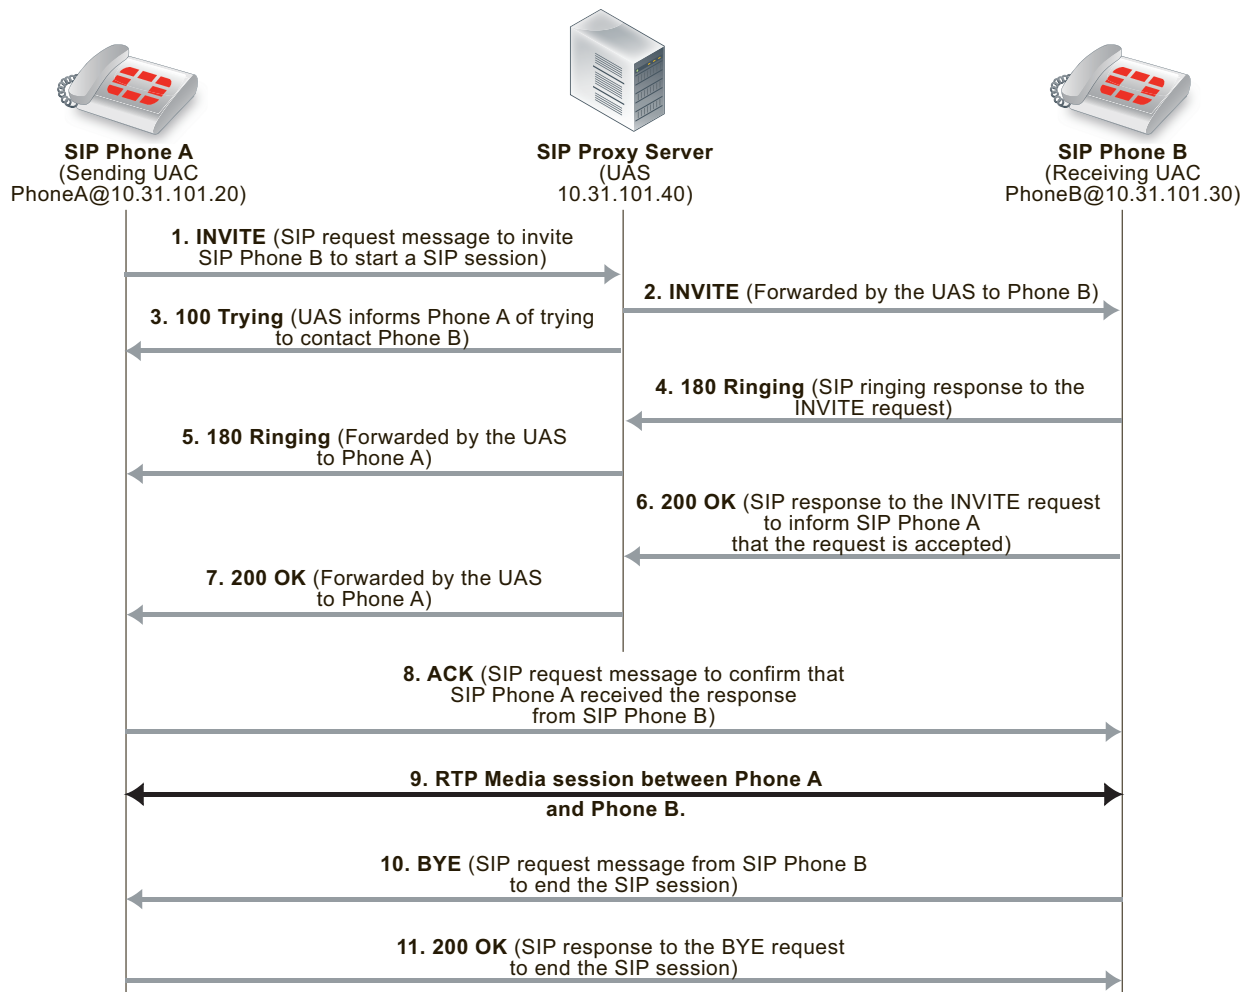 SIP Phone A
(Sending UAC
PhoneA@10.31.101.20)
SIP Proxy Server
(UAS
10.31.101.40)
SIP Phone B
(Receiving UAC
PhoneB@10.31.101.30)
1. INVITE (SIP request message to invite
SIP Phone B to start a SIP session)
2. INVITE (Forwarded by the UAS to Phone B)
3. 100 Trying (UAS informs Phone A of trying
to contact Phone B)
4. 180 Ringing (SIP ringing response to the
INVITE request)
5. 180 Ringing (Forwarded by the UAS
to Phone A)
6. 200 OK (SIP response to the INVITE request
to inform SIP Phone A
that the request is accepted)
7. 200 OK (Forwarded by the UAS
to Phone A)
8. ACK (SIP request message to confirm that
SIP Phone A received the response
from SIP Phone B)
9. RTP Media session between Phone A
and Phone B.
10. BYE (SIP request message from SIP Phone B
to end the SIP session)
11. 200 OK (SIP response to the BYE request
to end the SIP session)